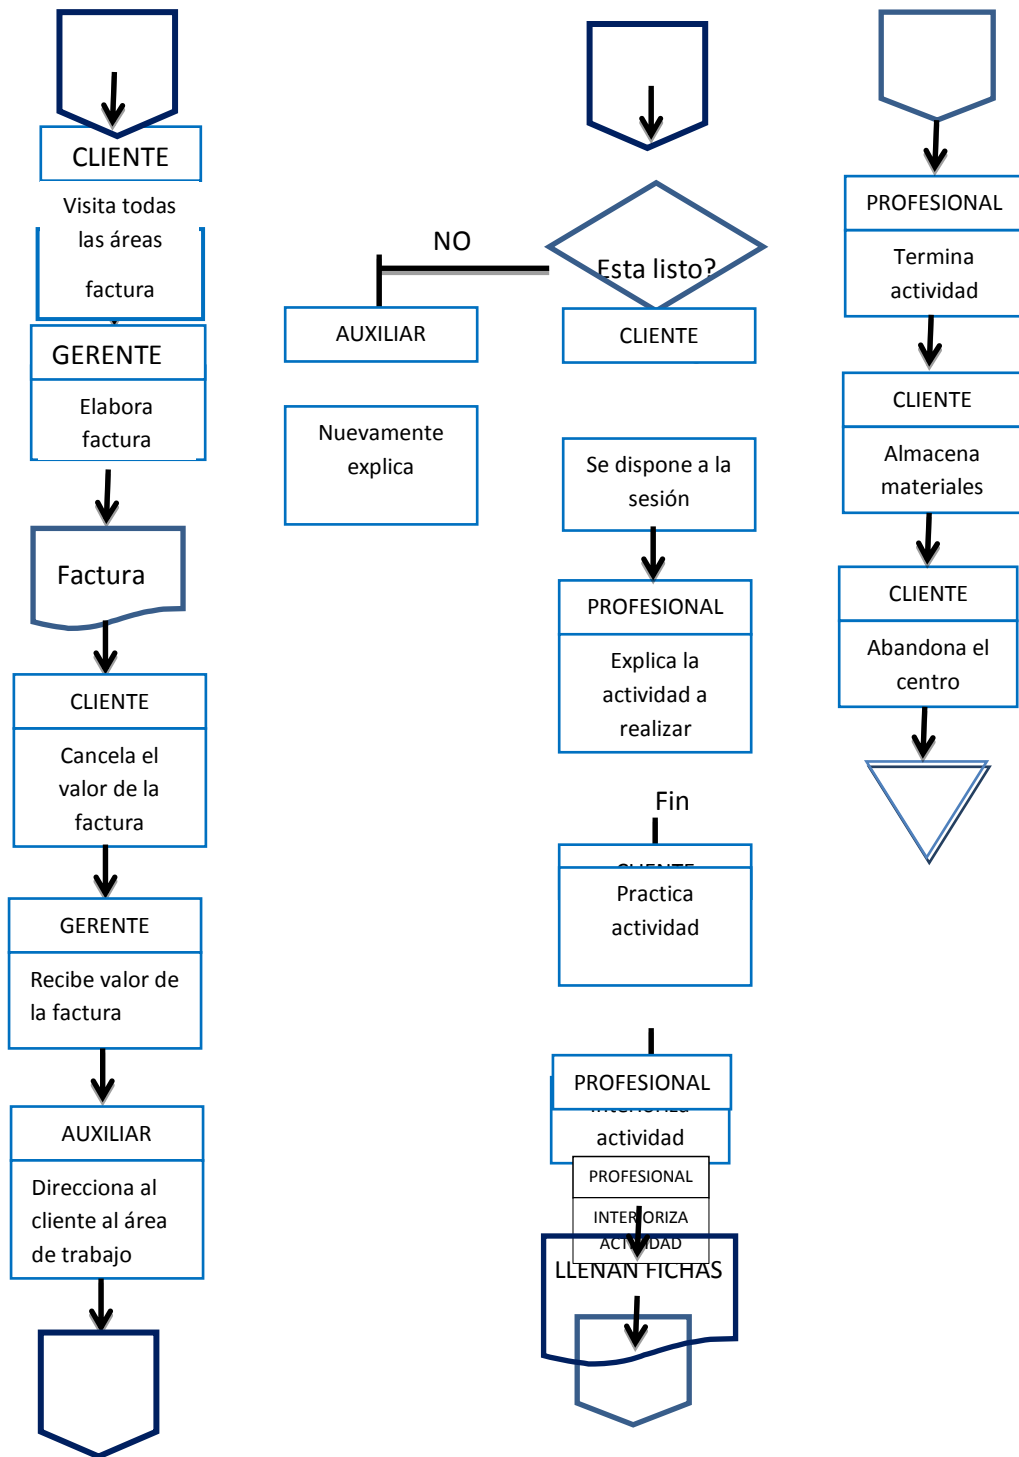 CLIENTE
Visita todas
las áreas
factura
GERENTE
Elabora
factura
Factura
CLIENTE
Cancela el
valor de la
factura
GERENTE
Recibe valor de
la factura
AUXILIAR
Direcciona al
cliente al área
de trabajo
NO
Esta listo?
AUXILIAR
Nuevamente
explica
CLIENTE
Se dispone a la
sesión
PROFESIONAL
Explica la
actividad a
realizar
Fin
CLIENTE
Practica
actividad
PROFESIONAL
Interioriza
actividad
PROFESIONAL
INTERIORIZA
ACTIVIDAD
LLENAN FICHAS
PROFESIONAL
Termina
actividad
CLIENTE
Almacena
materiales
CLIENTE
Abandona el
centro